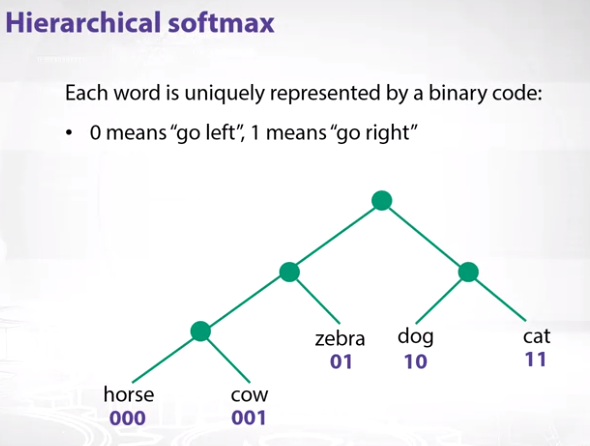 Hierarchical softmax
Each word is uniquely represented by a binary code:
• 0 means “go left”, 1 means “go right”
zebra dog cat
01 10 11
horse cow
000 001